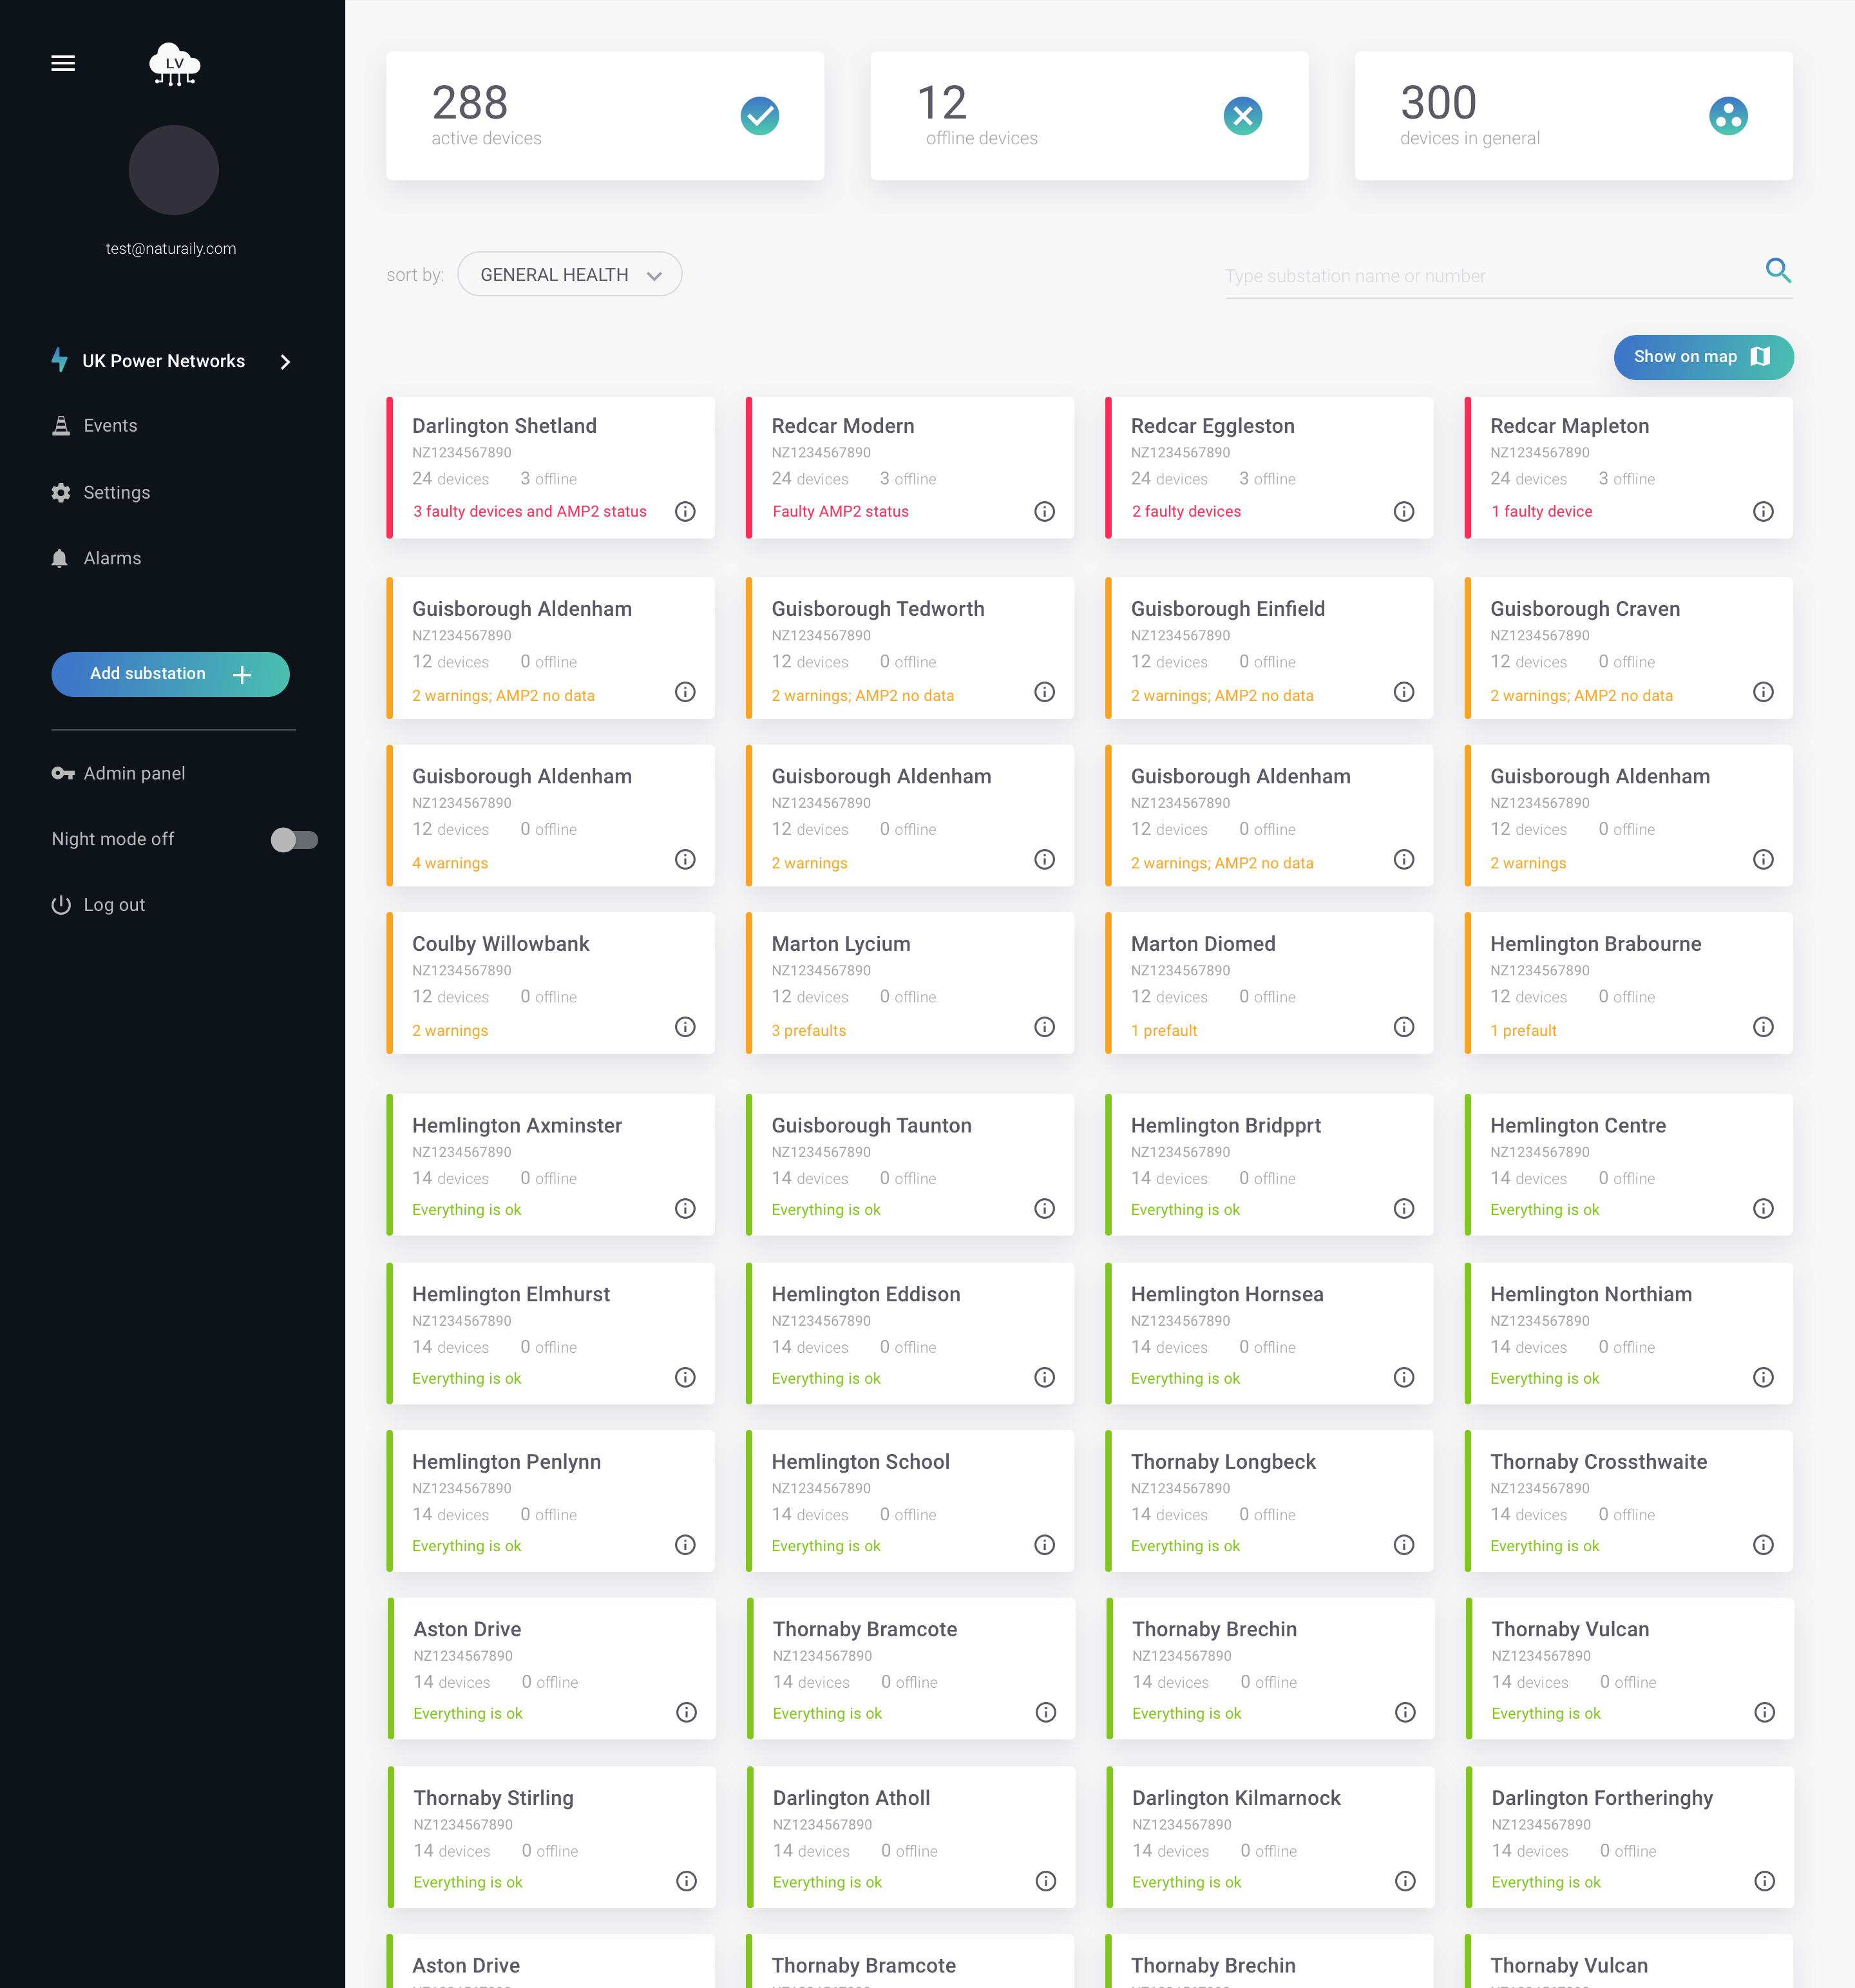 LV
test@naturaily.com
UK Power Networks
Events
Settings
Alarms
Add substation
Admin panel
Night mode off
Log out
288
active devices
12
offline devices
300
devices in general
sort by: GENERAL HEALTH
Type substation name or number
Show on map
Darlington Shetland
NZ1234567890
24 devices 3 offline
3 faulty devices and AMP2 status
Redcar Modern
NZ1234567890
24 devices 3 offline
Faulty AMP2 status
Redcar Eggleston
NZ1234567890
24 devices 3 offline
2 faulty devices
Redcar Mapleton
NZ1234567890
24 devices 3 offline
1 faulty device
Guisborough Aldenham
NZ1234567890
12 devices 0 offline
2 warnings; AMP2 no data
Guisborough Tedworth
NZ1234567890
12 devices 0 offline
2 warnings; AMP2 no data
Guisborough Einfield
NZ1234567890
12 devices 0 offline
2 warnings; AMP2 no data
Guisborough Craven
NZ1234567890
12 devices 0 offline
2 warnings; AMP2 no data
Guisborough Aldenham
NZ1234567890
12 devices 0 offline
4 warnings
Guisborough Aldenham
NZ1234567890
12 devices 0 offline
2 warnings
Guisborough Aldenham
NZ1234567890
12 devices 0 offline
2 warnings; AMP2 no data
Guisborough Aldenham
NZ1234567890
12 devices 0 offline
2 warnings
Coulby Willowbank
NZ1234567890
12 devices 0 offline
2 warnings
Marton Lycium
NZ1234567890
12 devices 0 offline
3 prefaults
Marton Diomed
NZ1234567890
12 devices 0 offline
1 prefault
Hemlington Brabourne
NZ1234567890
12 devices 0 offline
1 prefault
Hemlington Axminster
NZ1234567890
14 devices 0 offline
Everything is ok
Guisborough Taunton
NZ1234567890
14 devices 0 offline
Everything is ok
Hemlington Bridpprt
NZ1234567890
14 devices 0 offline
Everything is ok
Hemlington Centre
NZ1234567890
14 devices 0 offline
Everything is ok
Hemlington Elmhurst
NZ1234567890
14 devices 0 offline
Everything is ok
Hemlington Eddison
NZ1234567890
14 devices 0 offline
Everything is ok
Hemlington Hornsea
NZ1234567890
14 devices 0 offline
Everything is ok
Hemlington Northiam
NZ1234567890
14 devices 0 offline
Everything is ok
Hemlington Penlynn
NZ1234567890
14 devices 0 offline
Everything is ok
Hemlington School
NZ1234567890
14 devices 0 offline
Everything is ok
Thornaby Longbeck
NZ1234567890
14 devices 0 offline
Everything is ok
Thornaby Crossthwaite
NZ1234567890
14 devices 0 offline
Everything is ok
Aston Drive
NZ1234567890
14 devices 0 offline
Everything is ok
Thornaby Bramcote
NZ1234567890
14 devices 0 offline
Everything is ok
Thornaby Brechin
NZ1234567890
14 devices 0 offline
Everything is ok
Thornaby Vulcan
NZ1234567890
14 devices 0 offline
Everything is ok
Thornaby Stirling
NZ1234567890
14 devices 0 offline
Everything is ok
Darlington Atholl
NZ1234567890
14 devices 0 offline
Everything is ok
Darlington Kilmarnock
NZ1234567890
14 devices 0 offline
Everything is ok
Darlington Fortheringhy
NZ1234567890
14 devices 0 offline
Everything is ok
Aston Drive
Thornaby Bramcote
Thornaby Brechin
Thornaby Vulcan